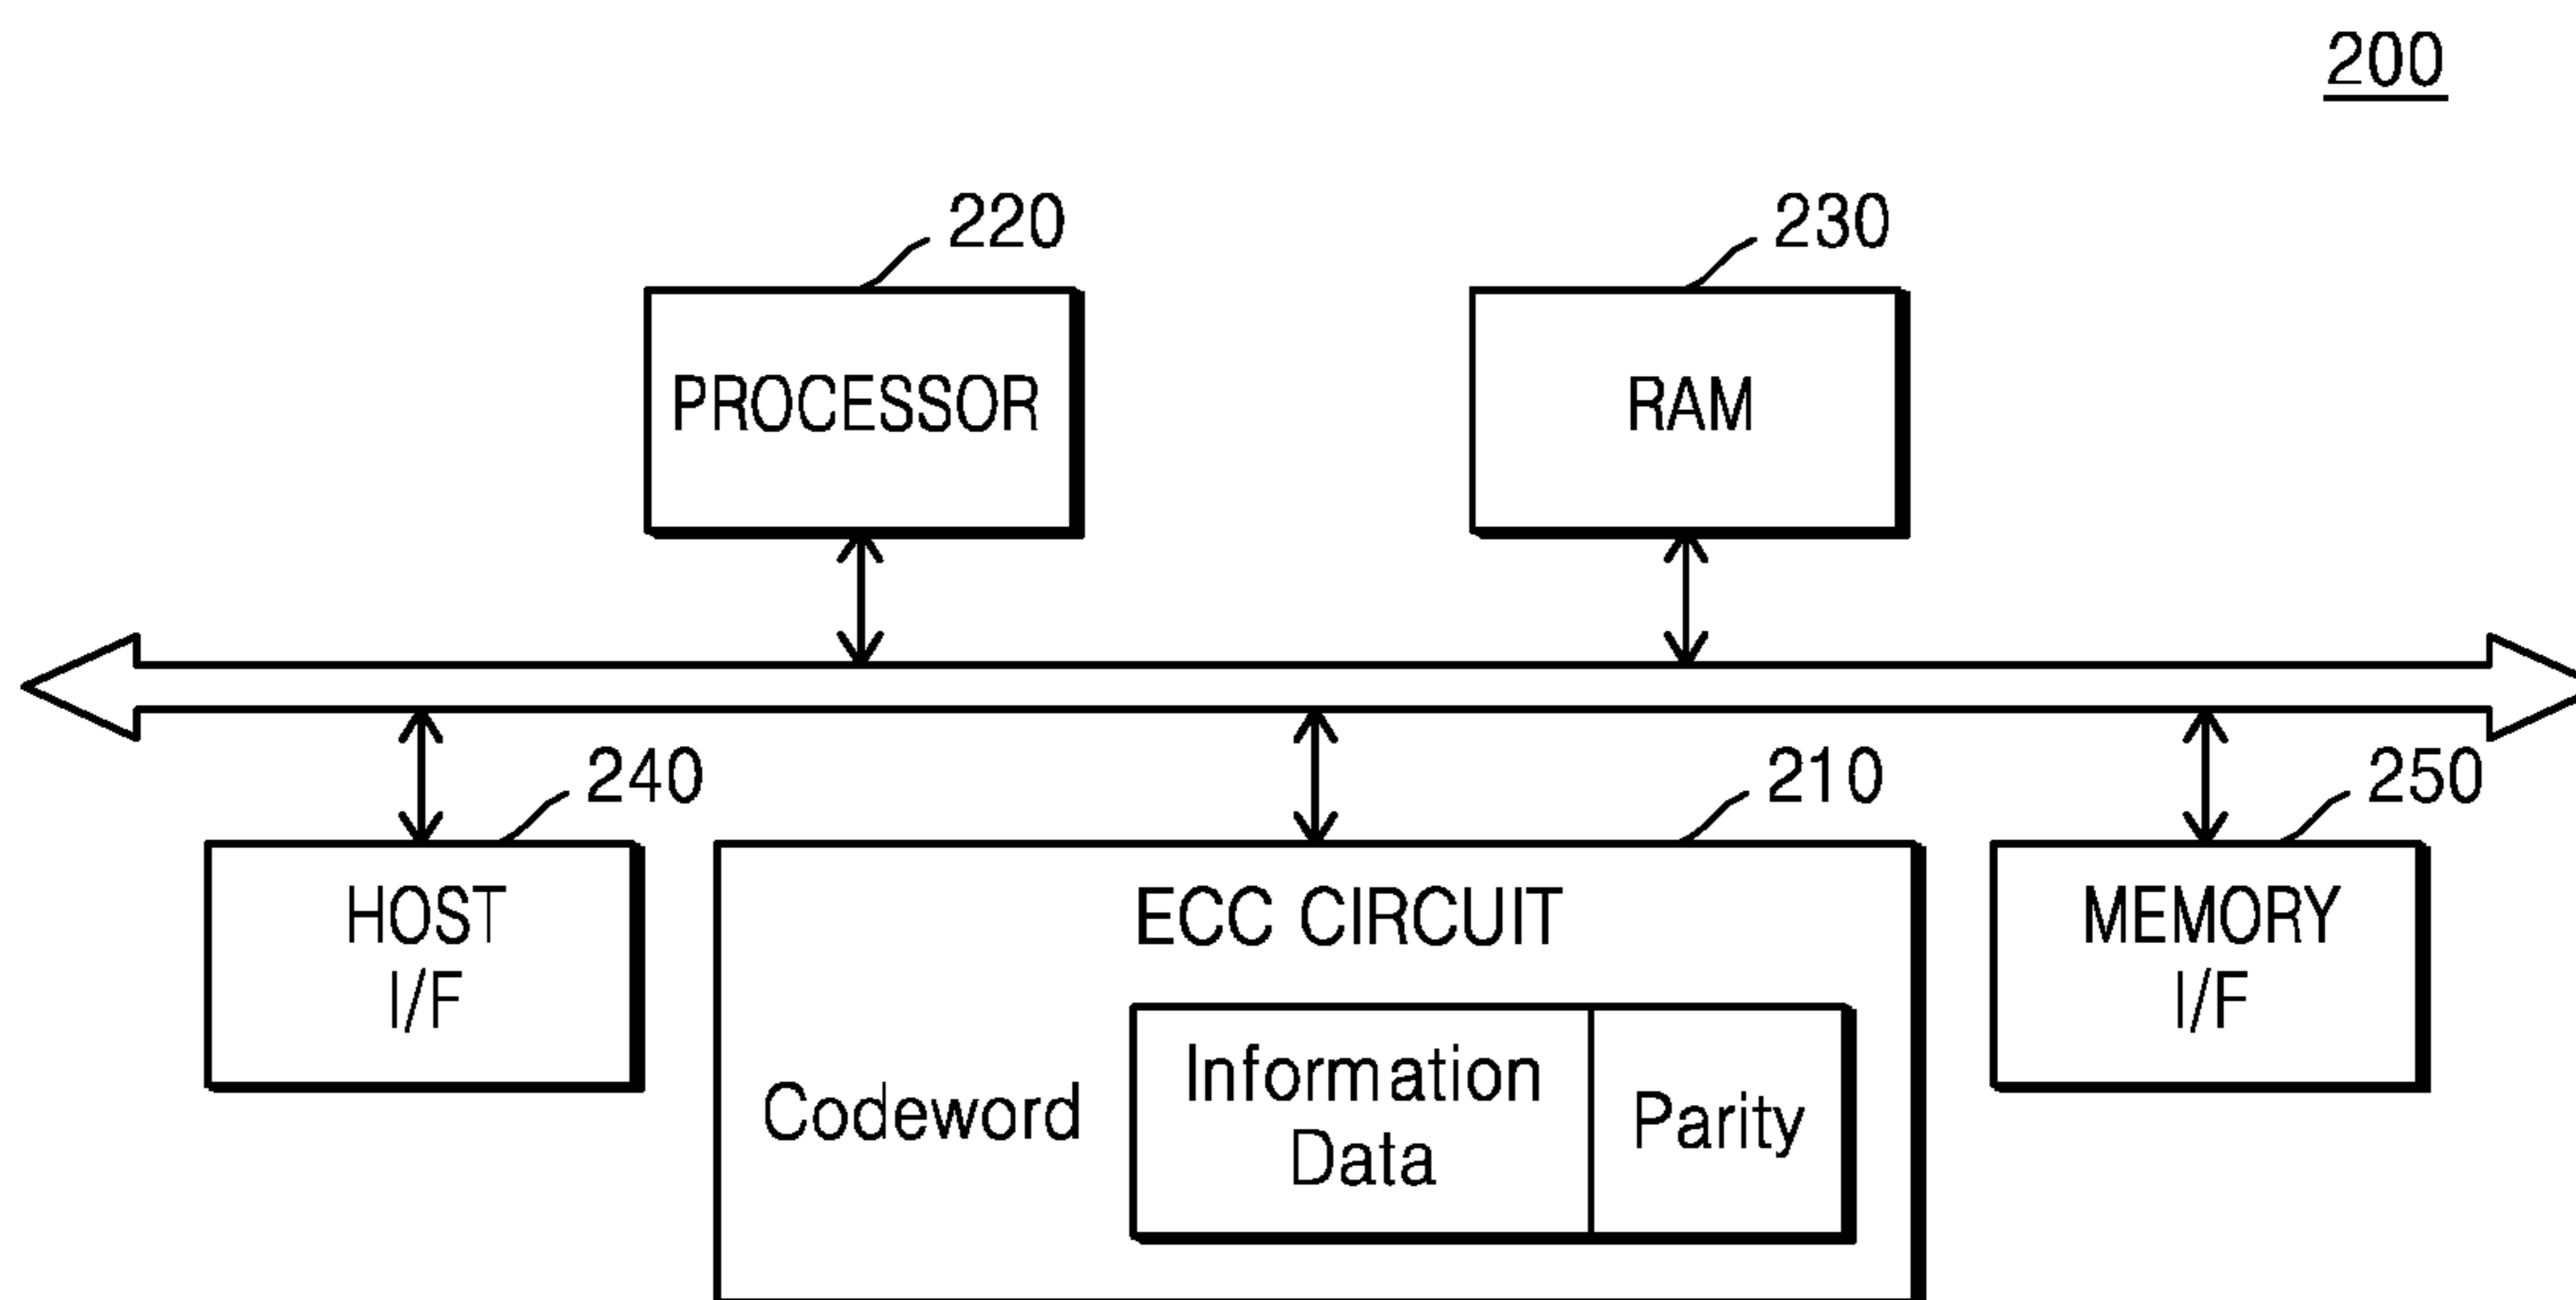 200
220
230
PROCESSOR
RAM
240
210
250
HOST
I/F
ECC CIRCUIT
MEMORY
I/F
Codeword
Information
Data
Parity